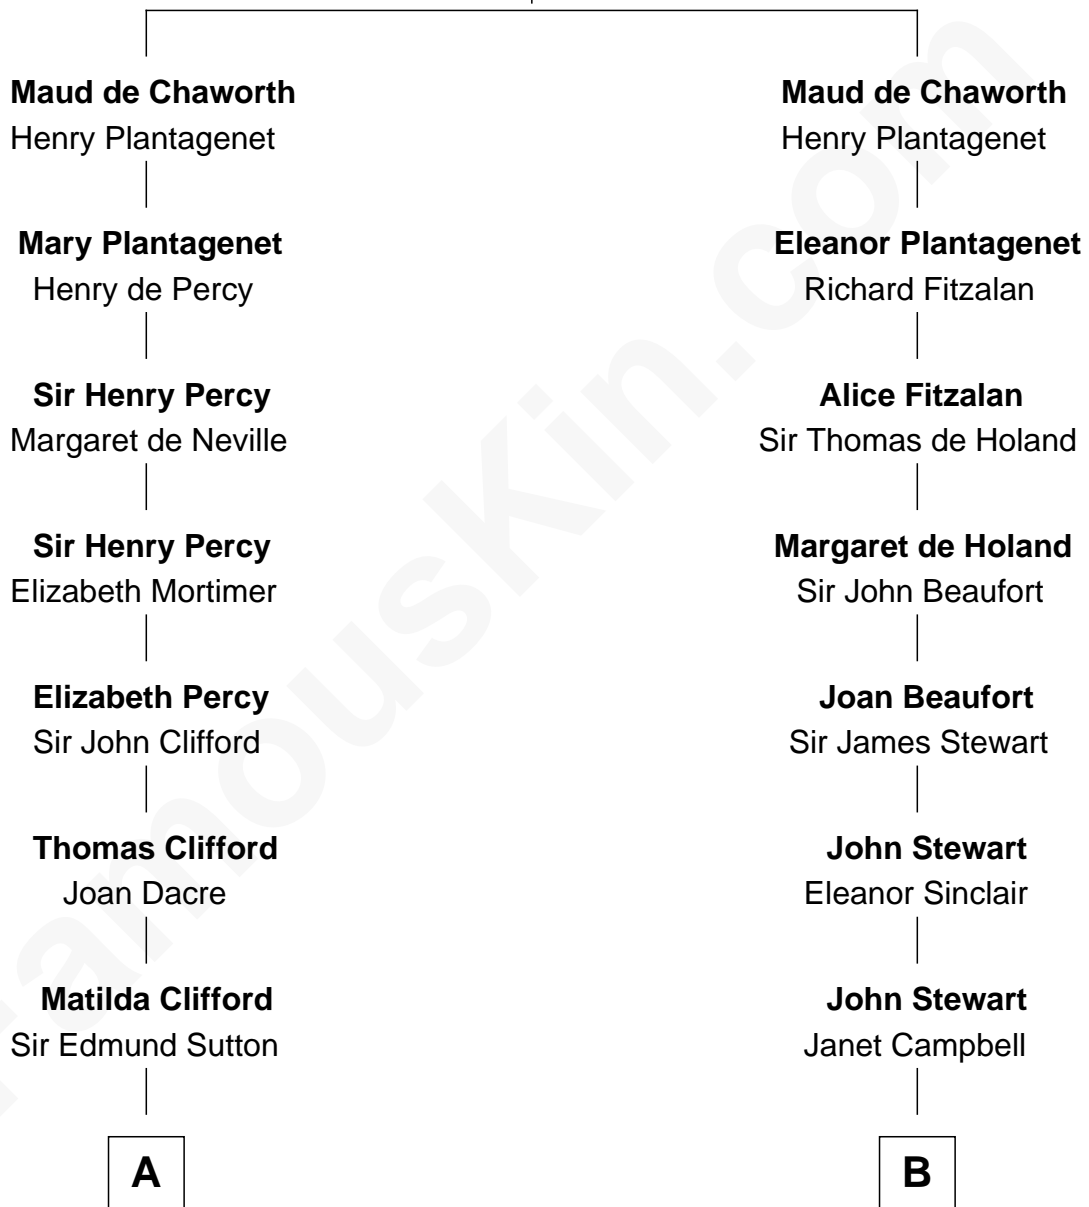 Maud de Chaworth
Henry Plantagenet
Mary Plantagenet
Henry de Percy
Sir Henry Percy
Margaret de Neville
Sir Henry Percy
Elizabeth Mortimer
Elizabeth Percy
Sir John Clifford
Thomas Clifford
Joan Dacre
Matilda Clifford
Sir Edmund Sutton
A
Maud de Chaworth
Henry Plantagenet
Eleanor Plantagenet
Richard Fitzalan
Alice Fitzalan
Sir Thomas de Holand
Margaret de Holand
Sir John Beaufort
Joan Beaufort
Sir James Stewart
John Stewart
Eleanor Sinclair
John Stewart
Janet Campbell
B
FamousKin.com